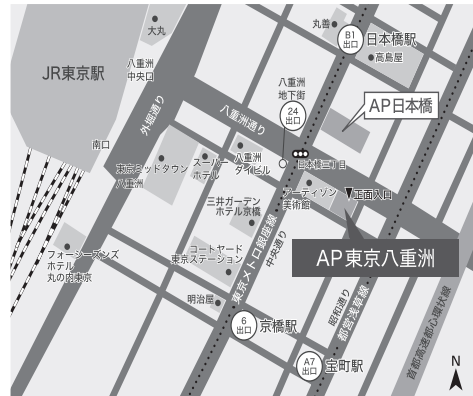 大丸
丸善
B1
出口
日本橋駅
高島屋
JR東京駅
八重洲
中央口
外堀通り
八重洲
地下街
24
出口
八重洲通り
AP日本橋
南口
東京ミッドタウン
八重洲
スーパー
ホテル
八重洲
ダイビル
日本橋三丁目
アーティゾン
美術館
正面入口
三井ガーデン
ホテル京橋
フォーシーズンズ
ホテル
丸の内東京
コートヤード
東京ステーション
東京メトロ銀座線
中央通り
AP東京八重洲
明治屋
6
出口
京橋駅
昭和通り
都営浅草線
首都高速都心環状線
A7
出口
宝町駅
N